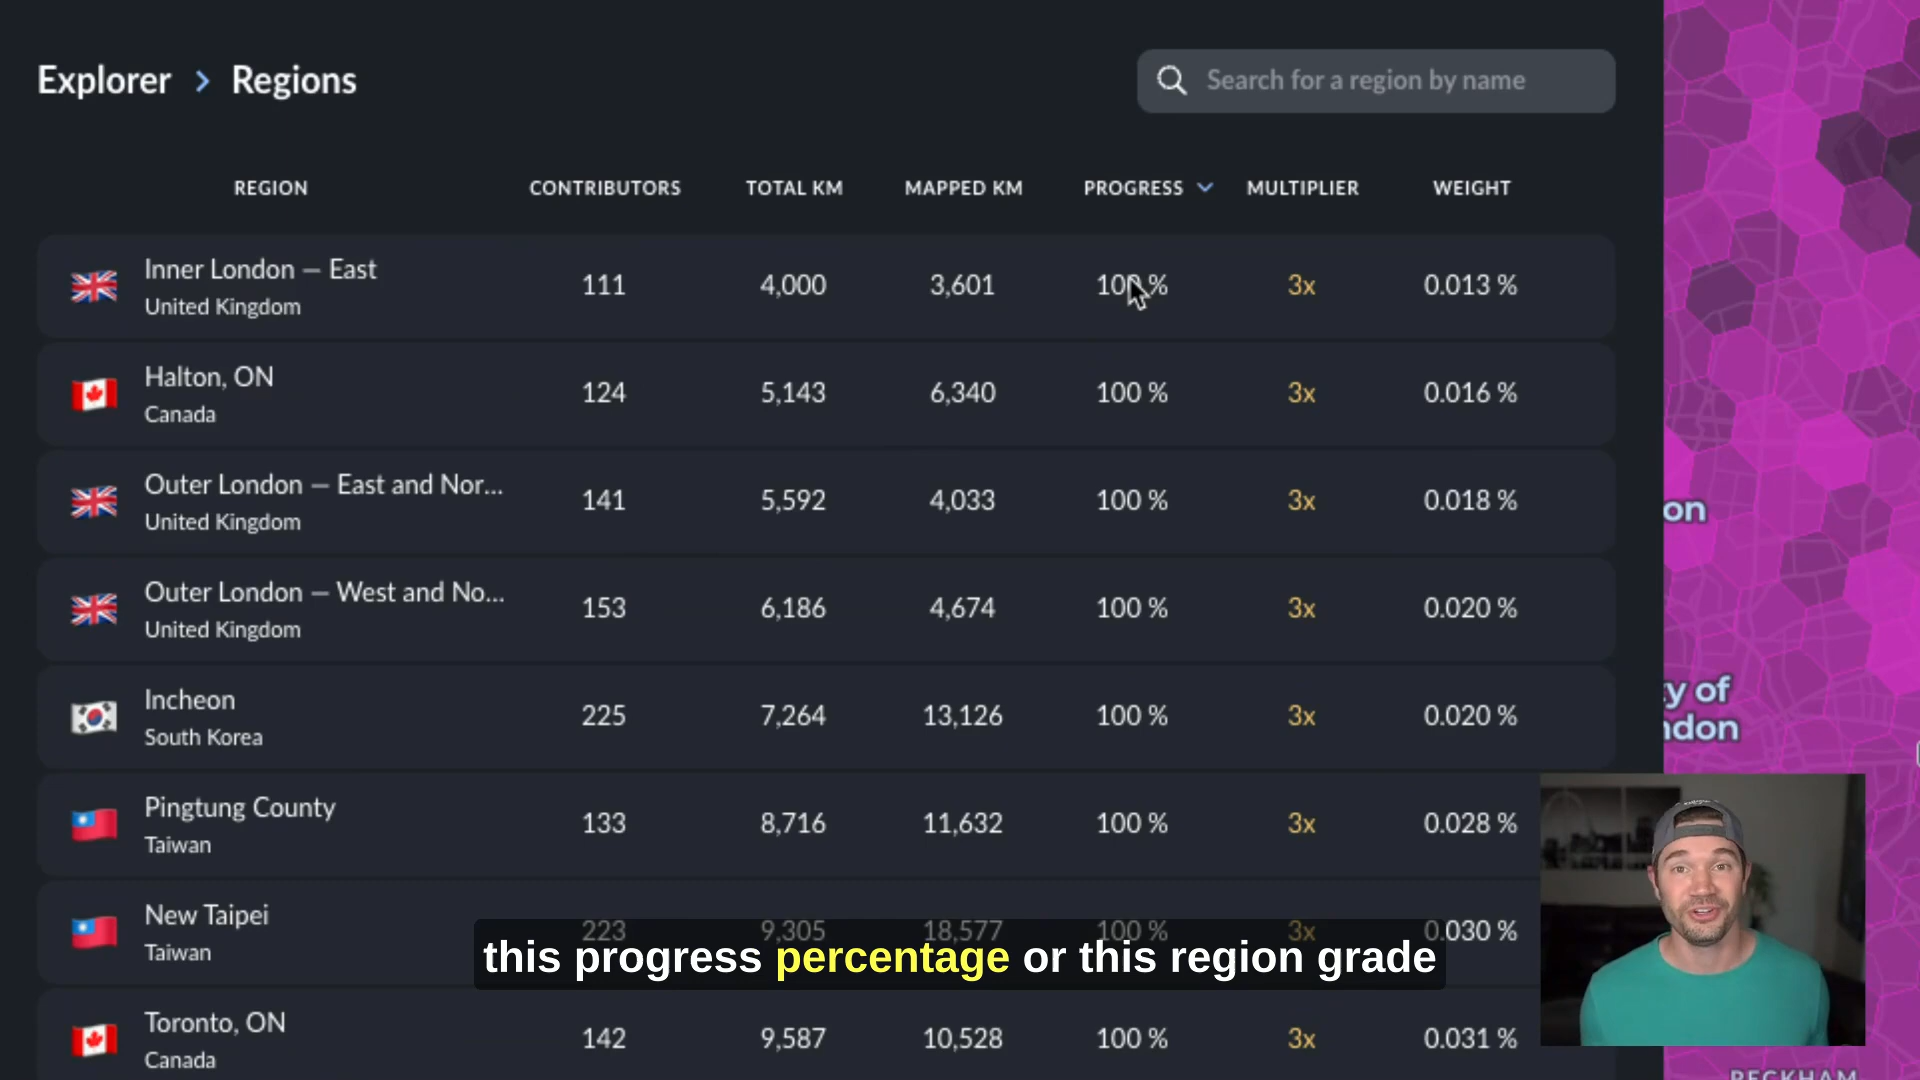 Explorer > Regions
Search for a region by name
REGION CONTRIBUTORS TOTAL KM MAPPED KM PROGRESS MULTIPLIER WEIGHT
Inner London – East
United Kingdom
111 4,000 3,601 100 % 3x 0.013 %
Halton, ON
Canada
124 5,143 6,340 100 % 3x 0.016 %
Outer London – East and Nor...
United Kingdom
141 5,592 4,033 100 % 3x 0.018 %
Outer London – West and No...
United Kingdom
153 6,186 4,674 100 % 3x 0.020 %
Incheon
South Korea
225 7,264 13,126 100 % 3x 0.020 %
Pingtung County
Taiwan
133 8,716 11,632 100 % 3x 0.028 %
New Taipei
Taiwan
223 9,305 18,577 100 % 3x 0.030 %
this progress percentage or this region grade
Toronto, ON
Canada
142 9,587 10,528 100 % 3x 0.031 %
on
y of
ndon
PECKHAM